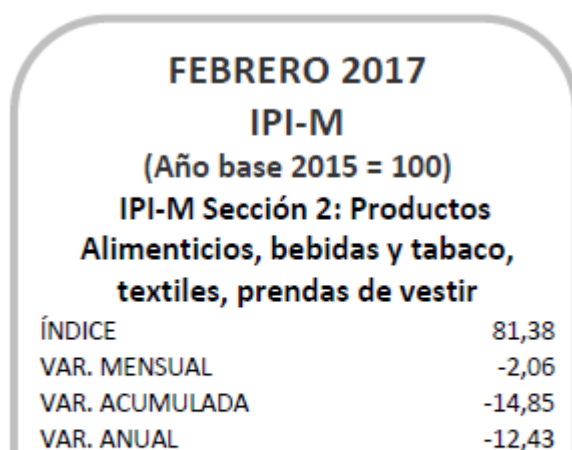 FEBRERO 2017
IPI-M
(Año base 2015 = 100)
IPI-M Sección 2: Productos
Alimenticios, bebidas y tabaco,
textiles, prendas de vestir
ÍNDICE 81,38
VAR. MENSUAL -2,06
VAR. ACUMULADA -14,85
VAR. ANUAL -12,43